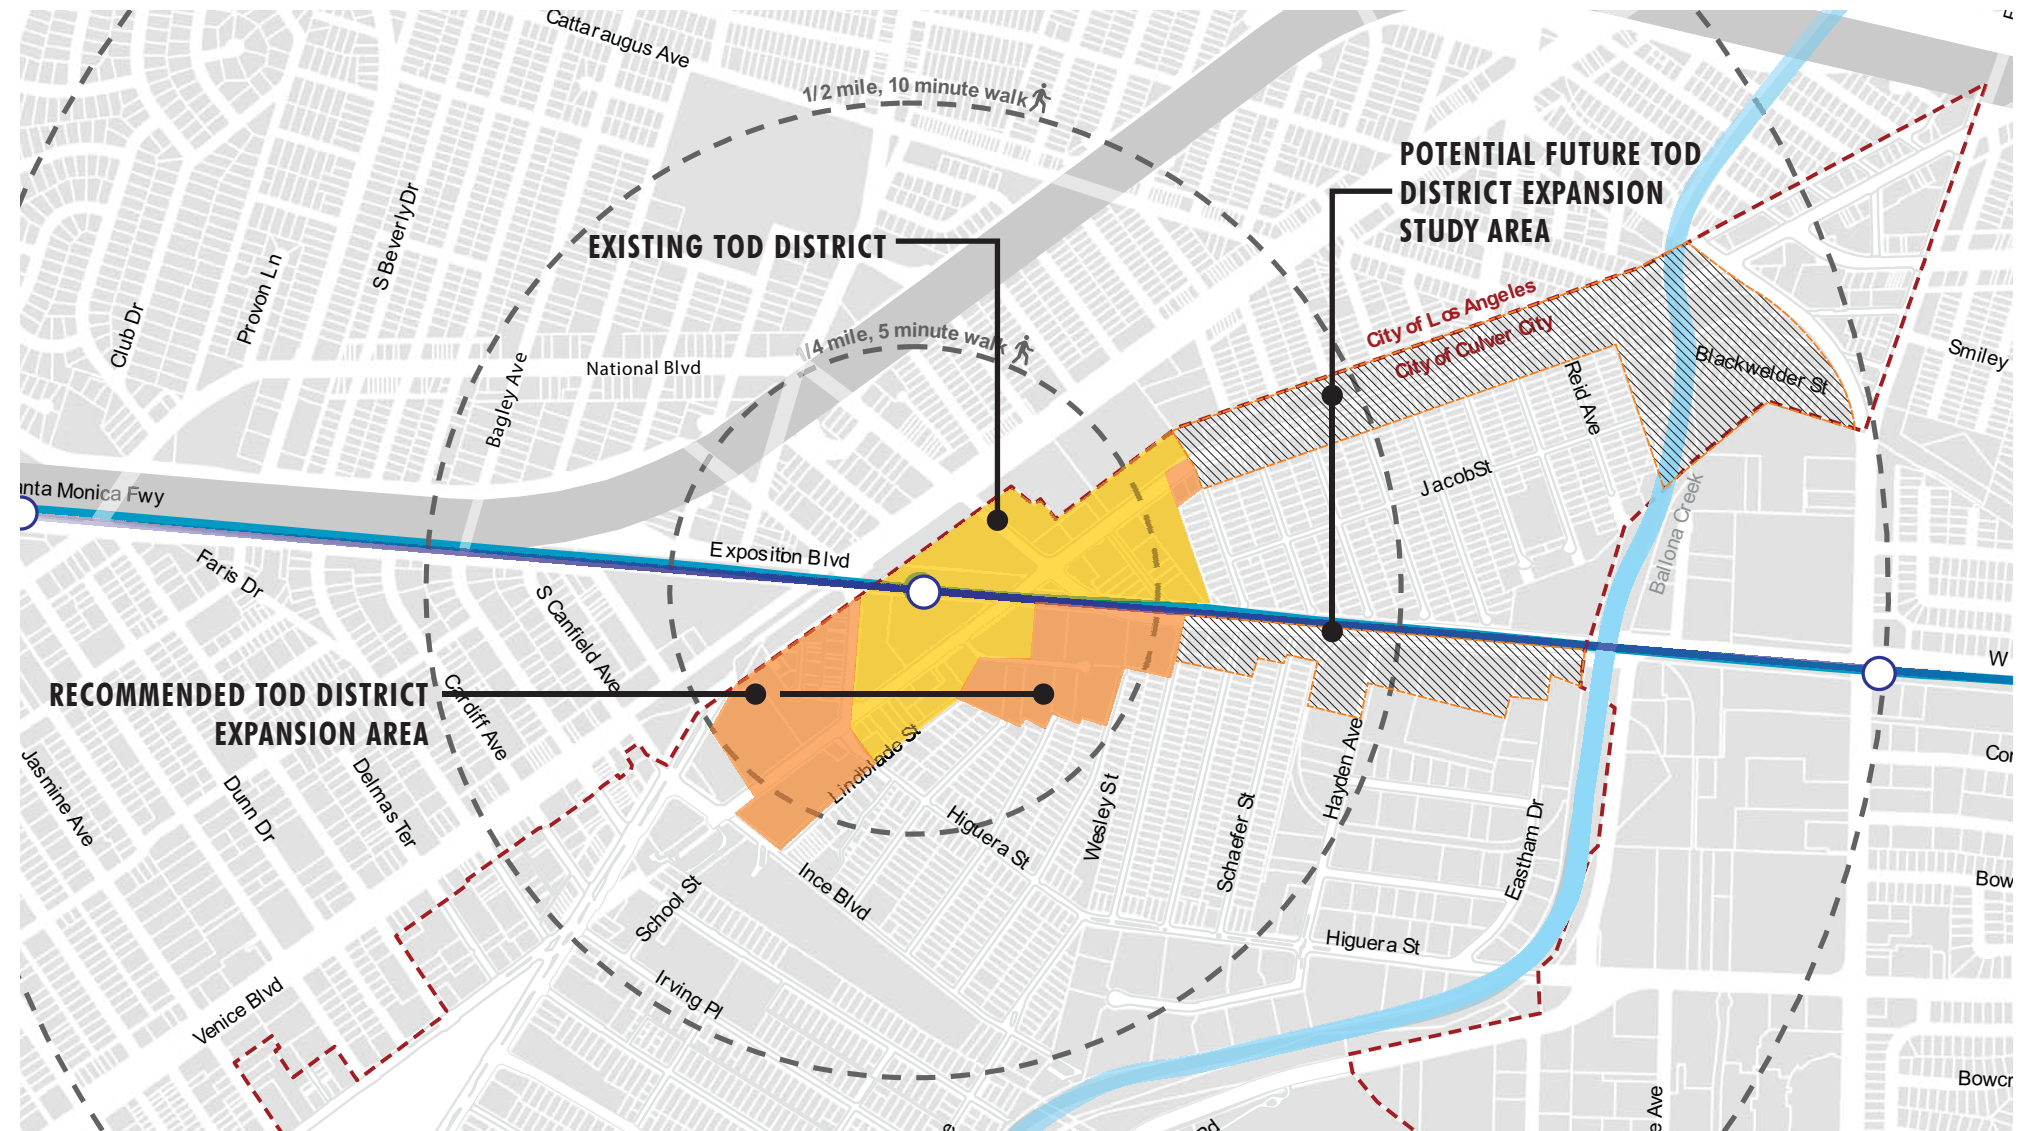 Cattaraugus Ave
1/2 mile, 10 minute walk
POTENTIAL FUTURE TOD
DISTRICT EXPANSION
STUDY AREA
EXISTING TOD DISTRICT
S Beverly Dr
Provon Ln
Club Dr
City of Los Angeles
City of Culver City
1/4 mile, 5 minute walk
National Blvd
Bagley Ave
Blackwelder St
Smiley
Reid Ave
Jacob St
Ballona Creek
nta Monica Fwy
Exposition Blvd
Faris Dr
S Canfield Ave
W
RECOMMENDED TOD DISTRICT
EXPANSION AREA
Cardiff Ave
Lindblade St
Hayden Ave
Jasmine Ave
Dunn Dr
Delmas Ter
Higuera St
Wesley St
Schaefer St
Eastham Dr
Cor
Bow
Ince Blvd
School St
Higuera St
Irving Pl
Venice Blvd
Bowcr
e Ave